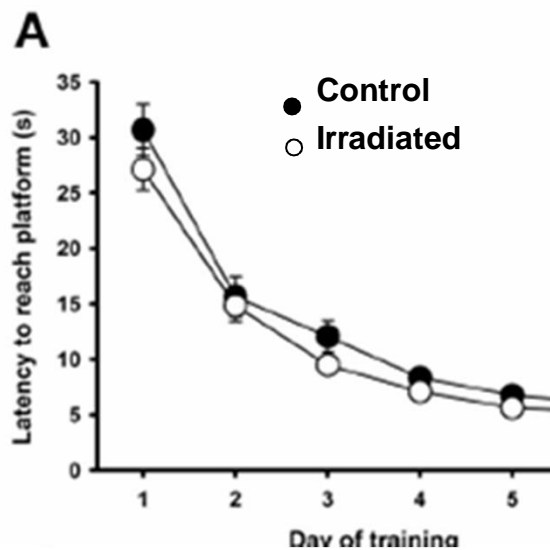 A
Control
Irradiated
Latency to reach platform (s)
35
30
25
20
15
10
5
0
1 2 3 4 5
Day of training